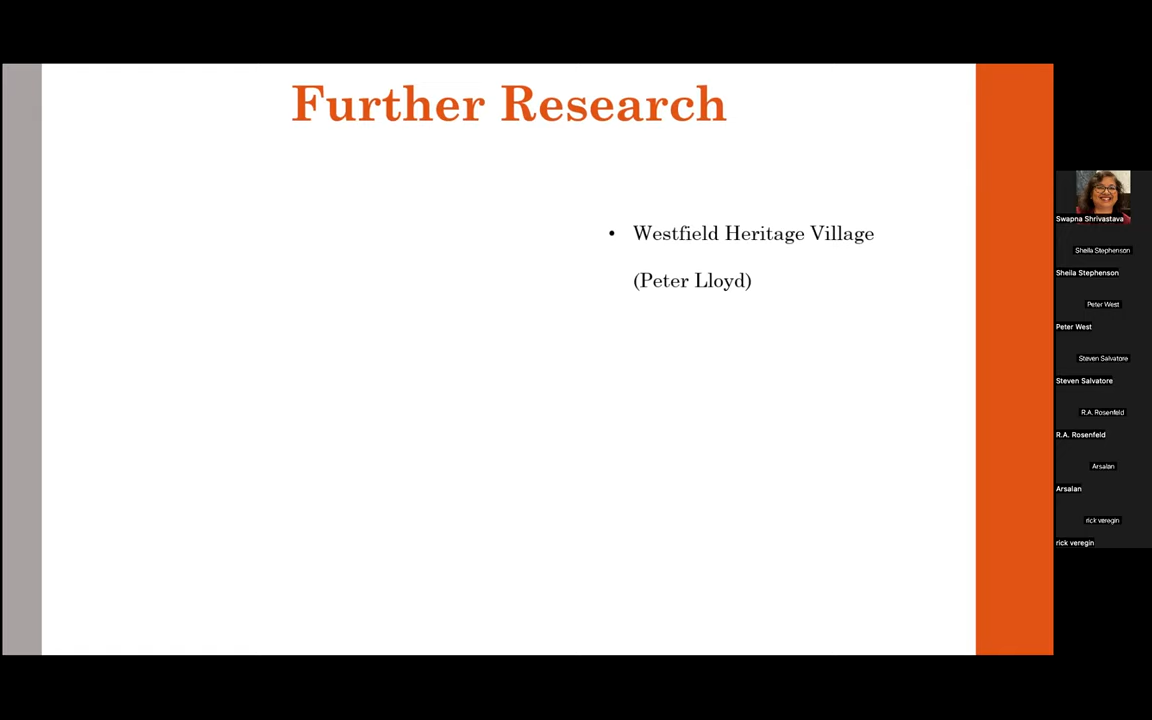 Further Research
• Westfield Heritage Village
(Peter Lloyd)
Swapna Shrivastava
Sheila Stephenson
Sheila Stephenson
Peter West
Peter West
Steven Salvatore
Steven Salvatore
R.A. Rosenfeld
R.A. Rosenfeld
Arsalan
Arsalan
rick veregin
rick veregin